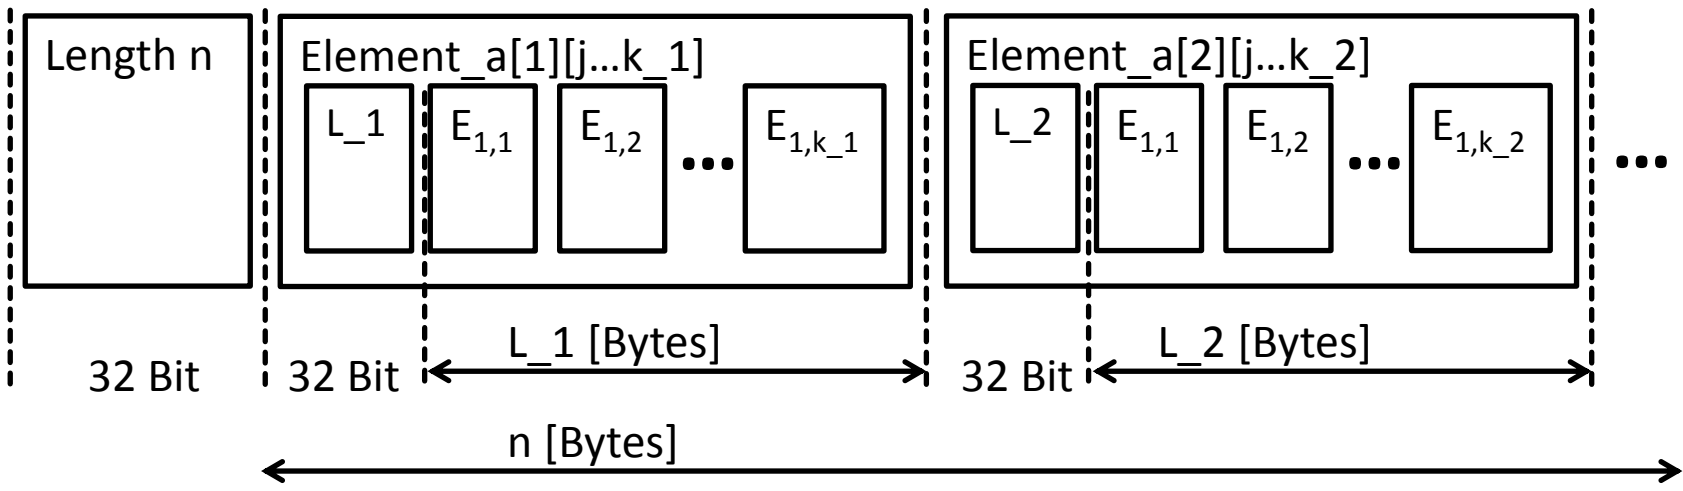 Length n
Element_a[1][j...k_1]
L_1
E1,1
E1,2
...
E1,k_1
Element_a[2][j...k_2]
L_2
E1,1
E1,2
...
E1,k_2
...
32 Bit
32 Bit
L_1 [Bytes]
32 Bit
L_2 [Bytes]
n [Bytes]